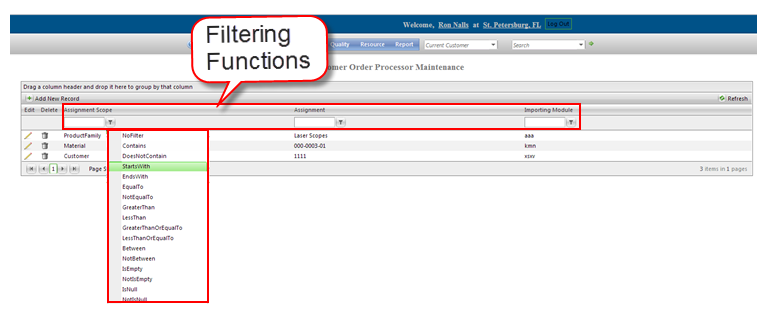 Welcome, Ron Nalls at St. Petersburg, FL Log Out
Filtering Functions
Quality Resource Report Current Customer Search
omer Order Processor Maintenance
Drag a column header and drop it here to group by that column
Add New Record Refresh
Edit Delete Assignment Scope Assignment Importing Module
ProductFamily Laser Scopes aaa
Material 000-0003-01 kmn
Customer 1111
1 Page S 3 items in 1 pages
NoFilter
Contains
DoesNotContain
StartsWith
EndsWith
EqualTo
NotEqualTo
GreaterThan
LessThan
GreaterThanOrEqualTo
LessThanOrEqualTo
Between
NotBetween
IsEmpty
NotIsEmpty
IsNull
NotIsNull